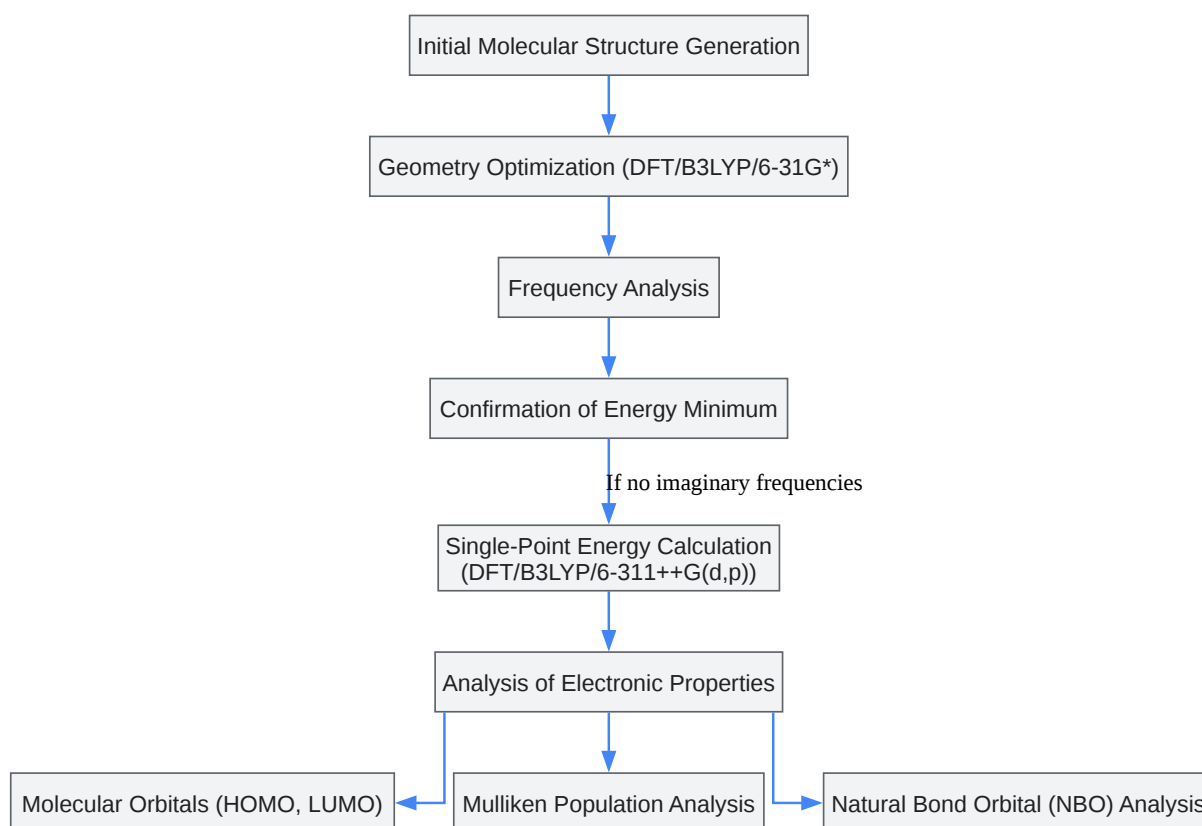 Initial Molecular Structure Generation
Geometry Optimization (DFT/B3LYP/6-31G*)
Frequency Analysis
Confirmation of Energy Minimum
If no imaginary frequencies
Single-Point Energy Calculation
(DFT/B3LYP/6-311++G(d,p))
Analysis of Electronic Properties
Molecular Orbitals (HOMO, LUMO)
Mulliken Population Analysis
Natural Bond Orbital (NBO) Analysis